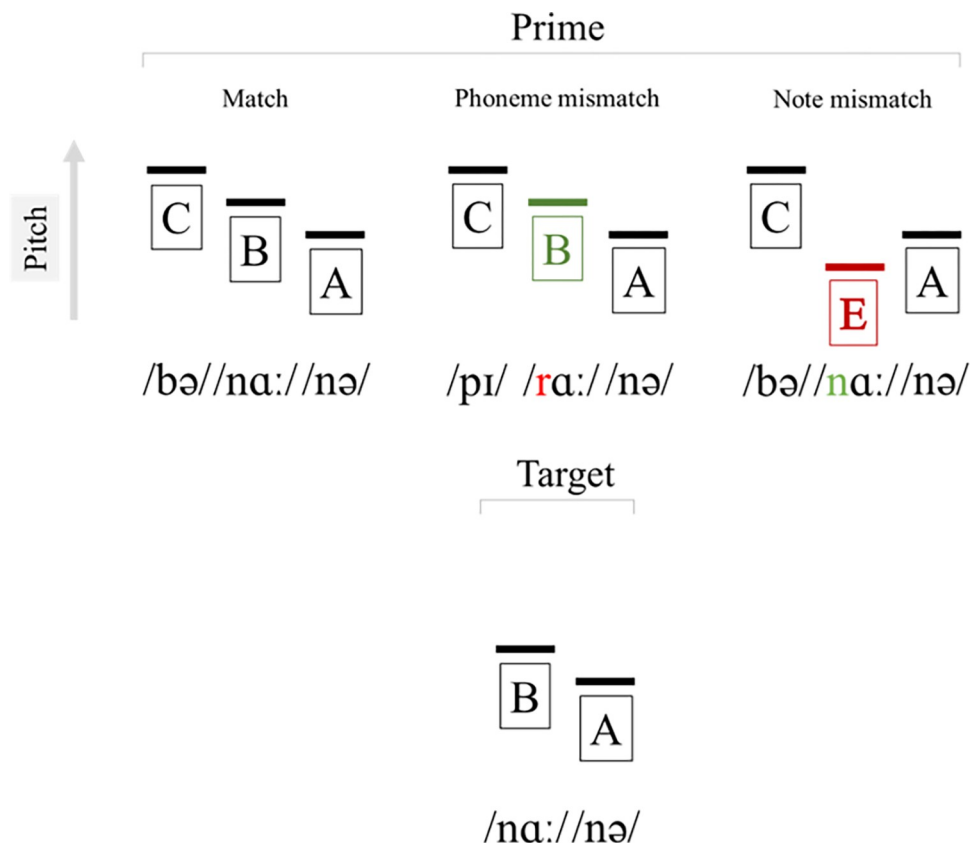 Prime
Match Phoneme mismatch Note mismatch
Pitch
C B A C B A C E A
/bə//nɑː//nə/ /pɪ/ /rɑː//nə/ /bə//nɑː//nə/
Target
B A
/nɑː//nə/